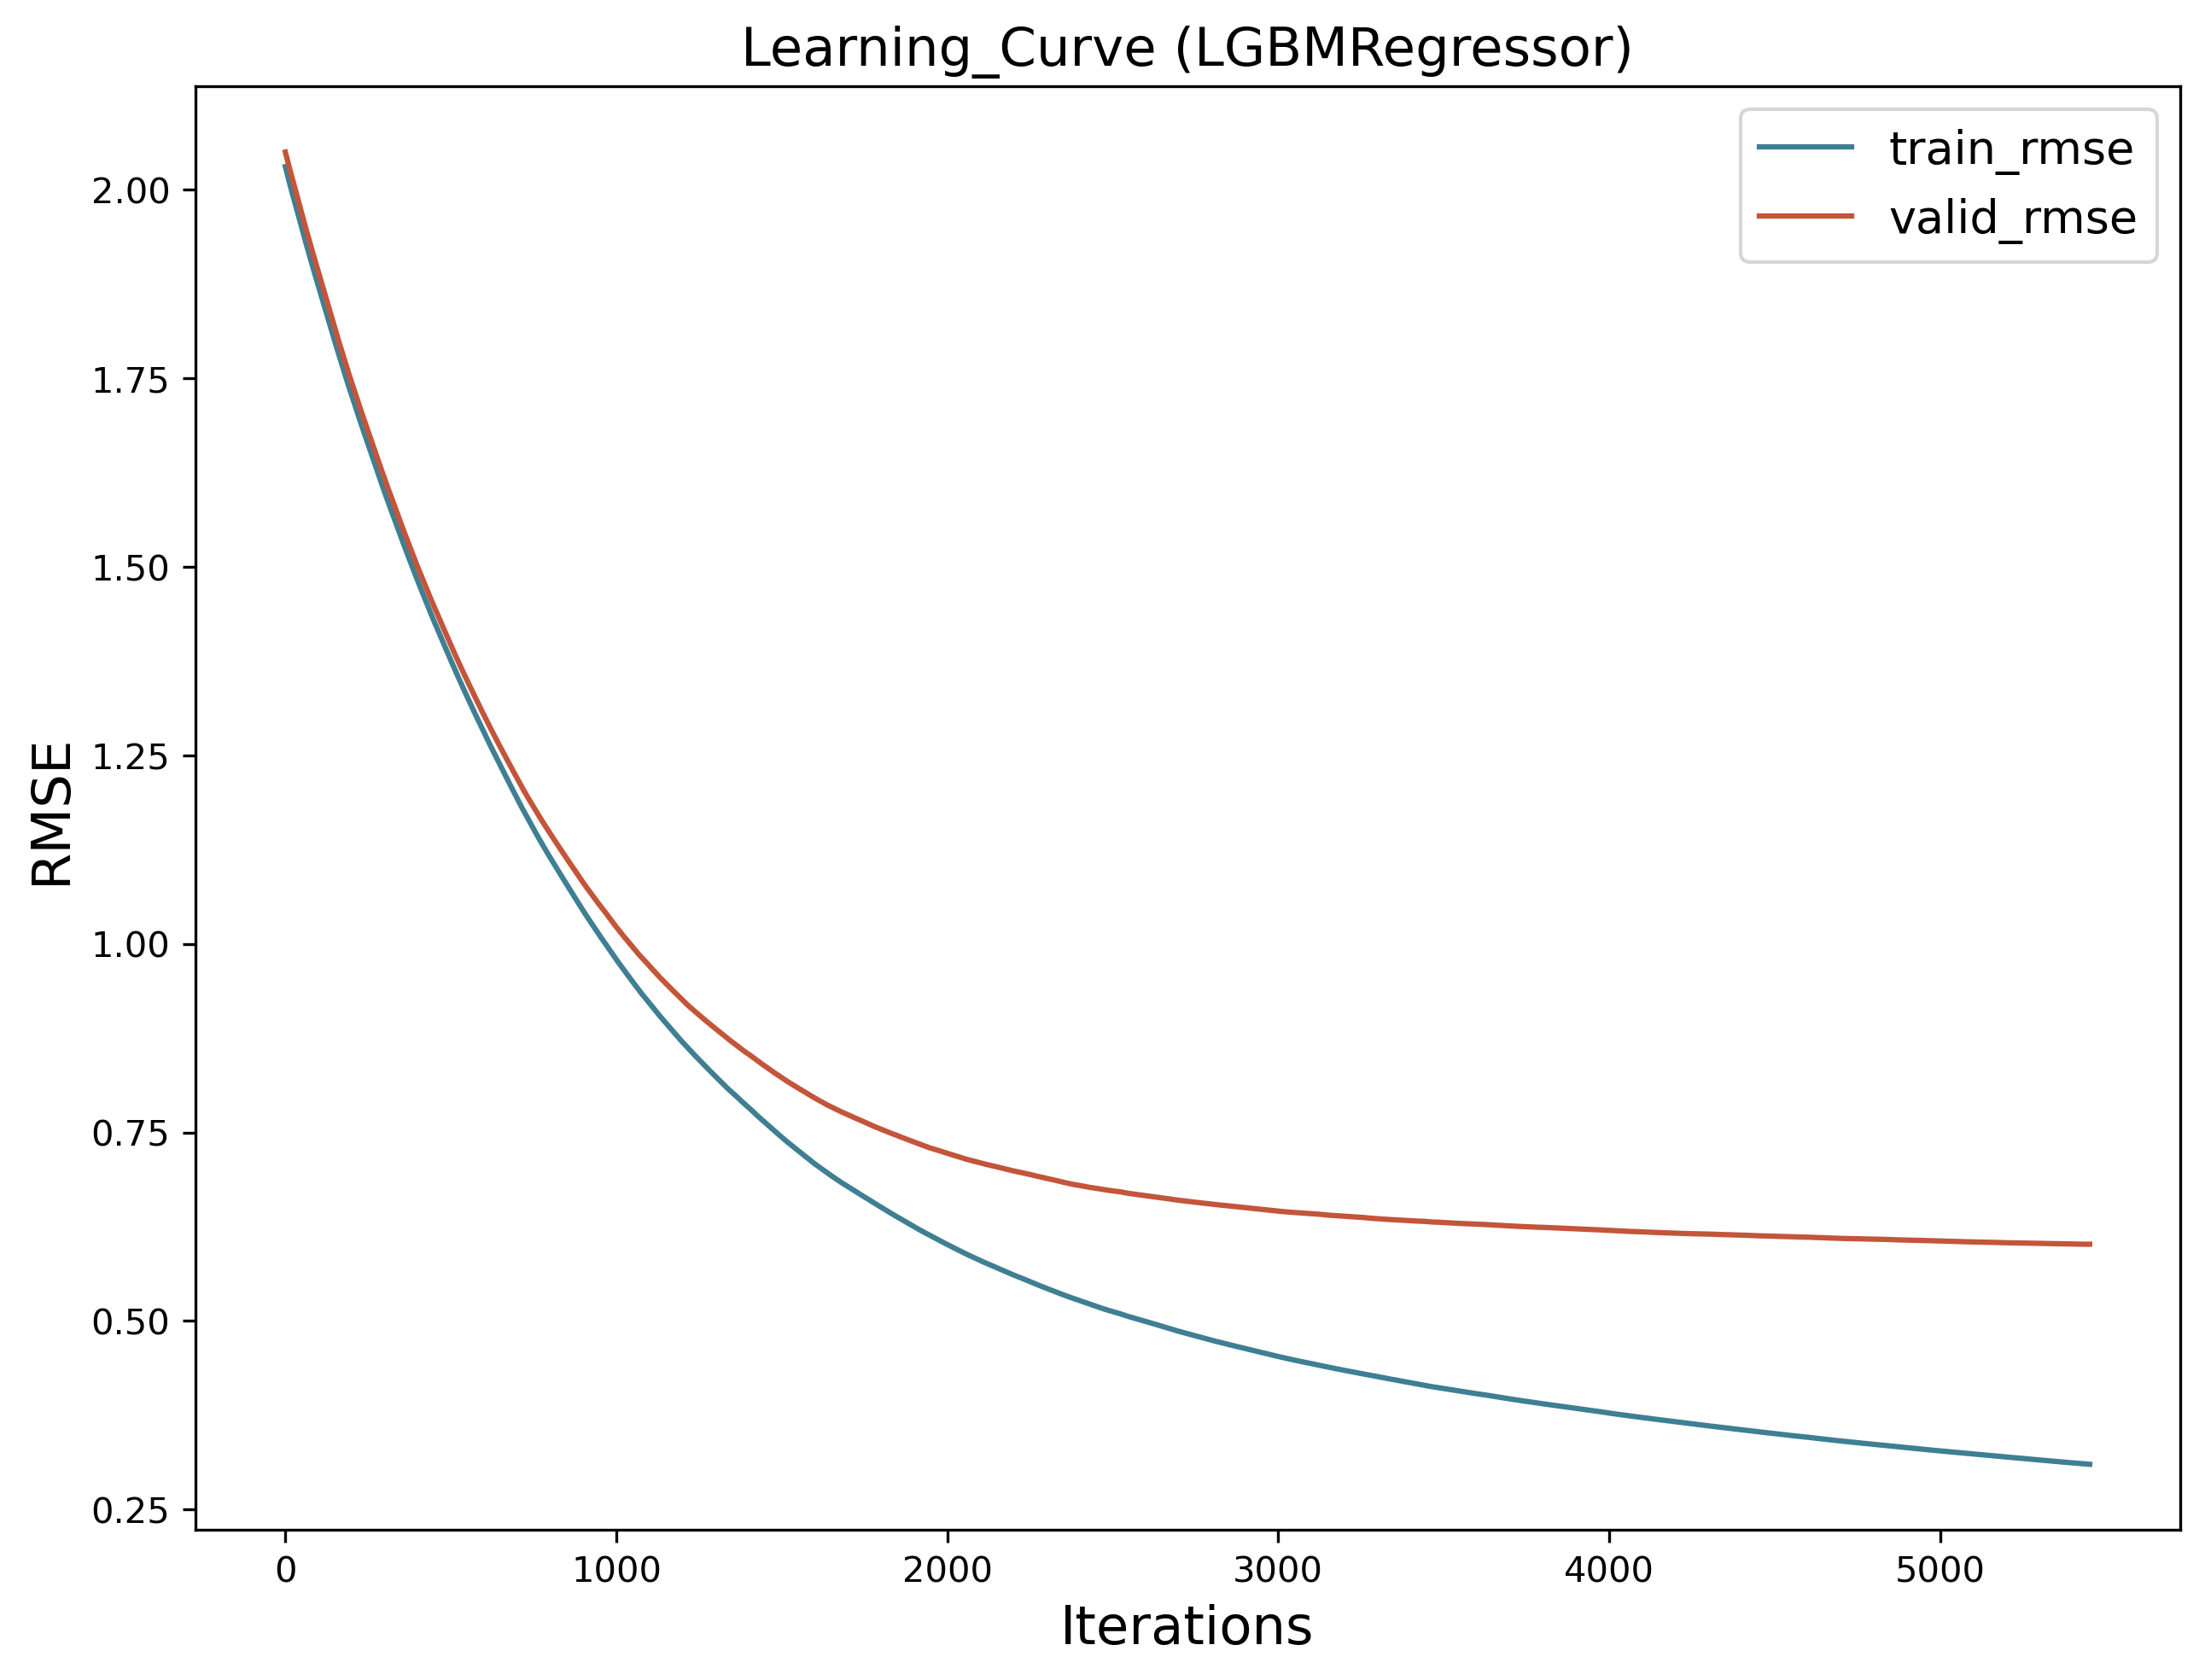 Learning_Curve (LGBMRegressor)
train_rmse
valid_rmse
RMSE
2.00
1.75
1.50
1.25
1.00
0.75
0.50
0.25
0 1000 2000 3000 4000 5000
Iterations